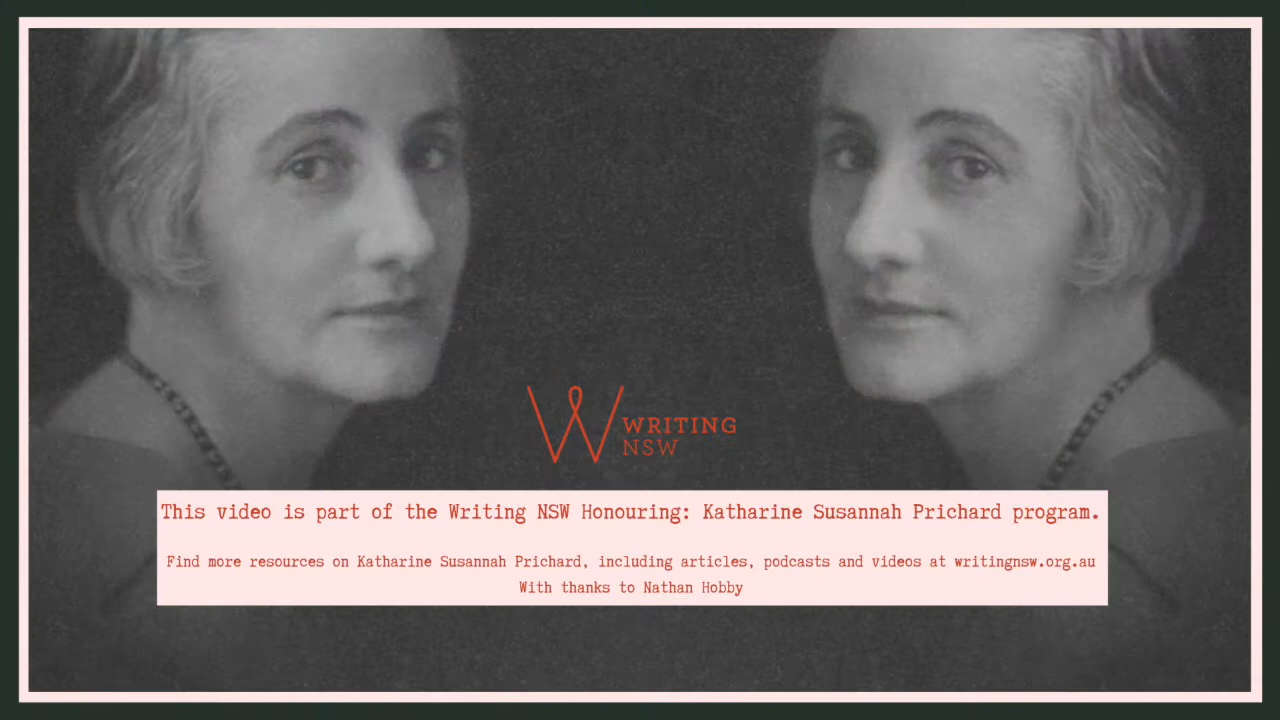 WRITING
NSW
This video is part of the Writing NSW Honouring: Katharine Susannah Prichard program.
Find more resources on Katharine Susannah Prichard, including articles, podcasts and videos at writingnsw.org.au
With thanks to Nathan Hobby